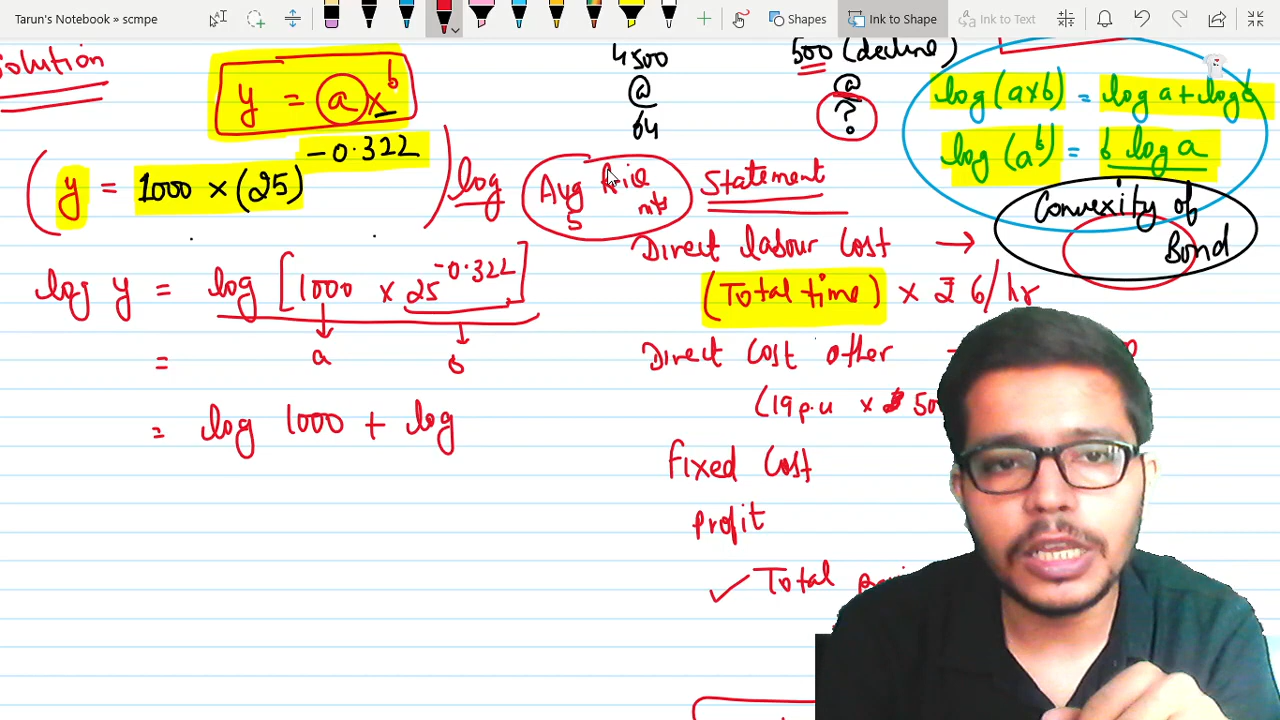 Tarun's Notebook » scmpe
Shapes
Ink to Shape
Ink to Text
Solution
y = a x^b
4500
@
64
500 (decline)
@
?
log(axb) = log a + log b
log(a^b) = b log a
(y = 1000 × (25)^-0.322) log
Avg
5
Statement
Convexity of
Bond
Direct labour cost →
(Total time) × ₹ 6/hr
log y = log [1000 × 25^-0.322]
a b
=
Direct Cost other
(19 p.u ×
= log 1000 + log
Fixed Cost
Profit
✓ Total